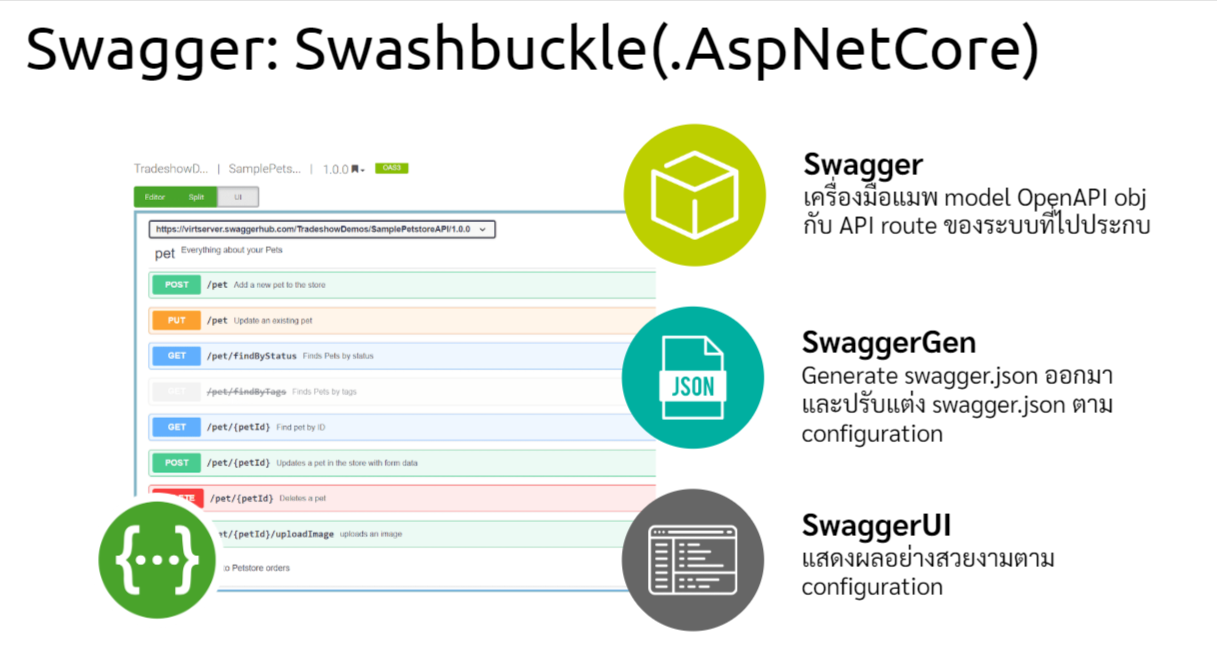 Swagger: Swashbuckle(.AspNetCore)
TradeshowD... | SamplePets... | 1.0.0 OAS3
Editor Split UI
https://virtserver.swaggerhub.com/TradeshowDemos/SamplePetstoreAPI/1.0.0
pet Everything about your Pets
POST /pet Add a new pet to the store
PUT /pet Update an existing pet
GET /pet/findByStatus Finds Pets by status
GET /pet/findByTags Finds Pets by tags
GET /pet/{petId} Find pet by ID
POST /pet/{petId} Updates a pet in the store with form data
/pet/{petId} Deletes a pet
/{petId}/uploadImage uploads an image
to Petstore orders
{...}
Swagger
เครื่องมือแมพ model OpenAPI obj
กับ API route ของระบบที่ไปประกบ
JSON
SwaggerGen
Generate swagger.json ออกมา
และปรับแต่ง swagger.json ตาม
configuration
SwaggerUI
แสดงผลอย่างสวยงามตาม
configuration